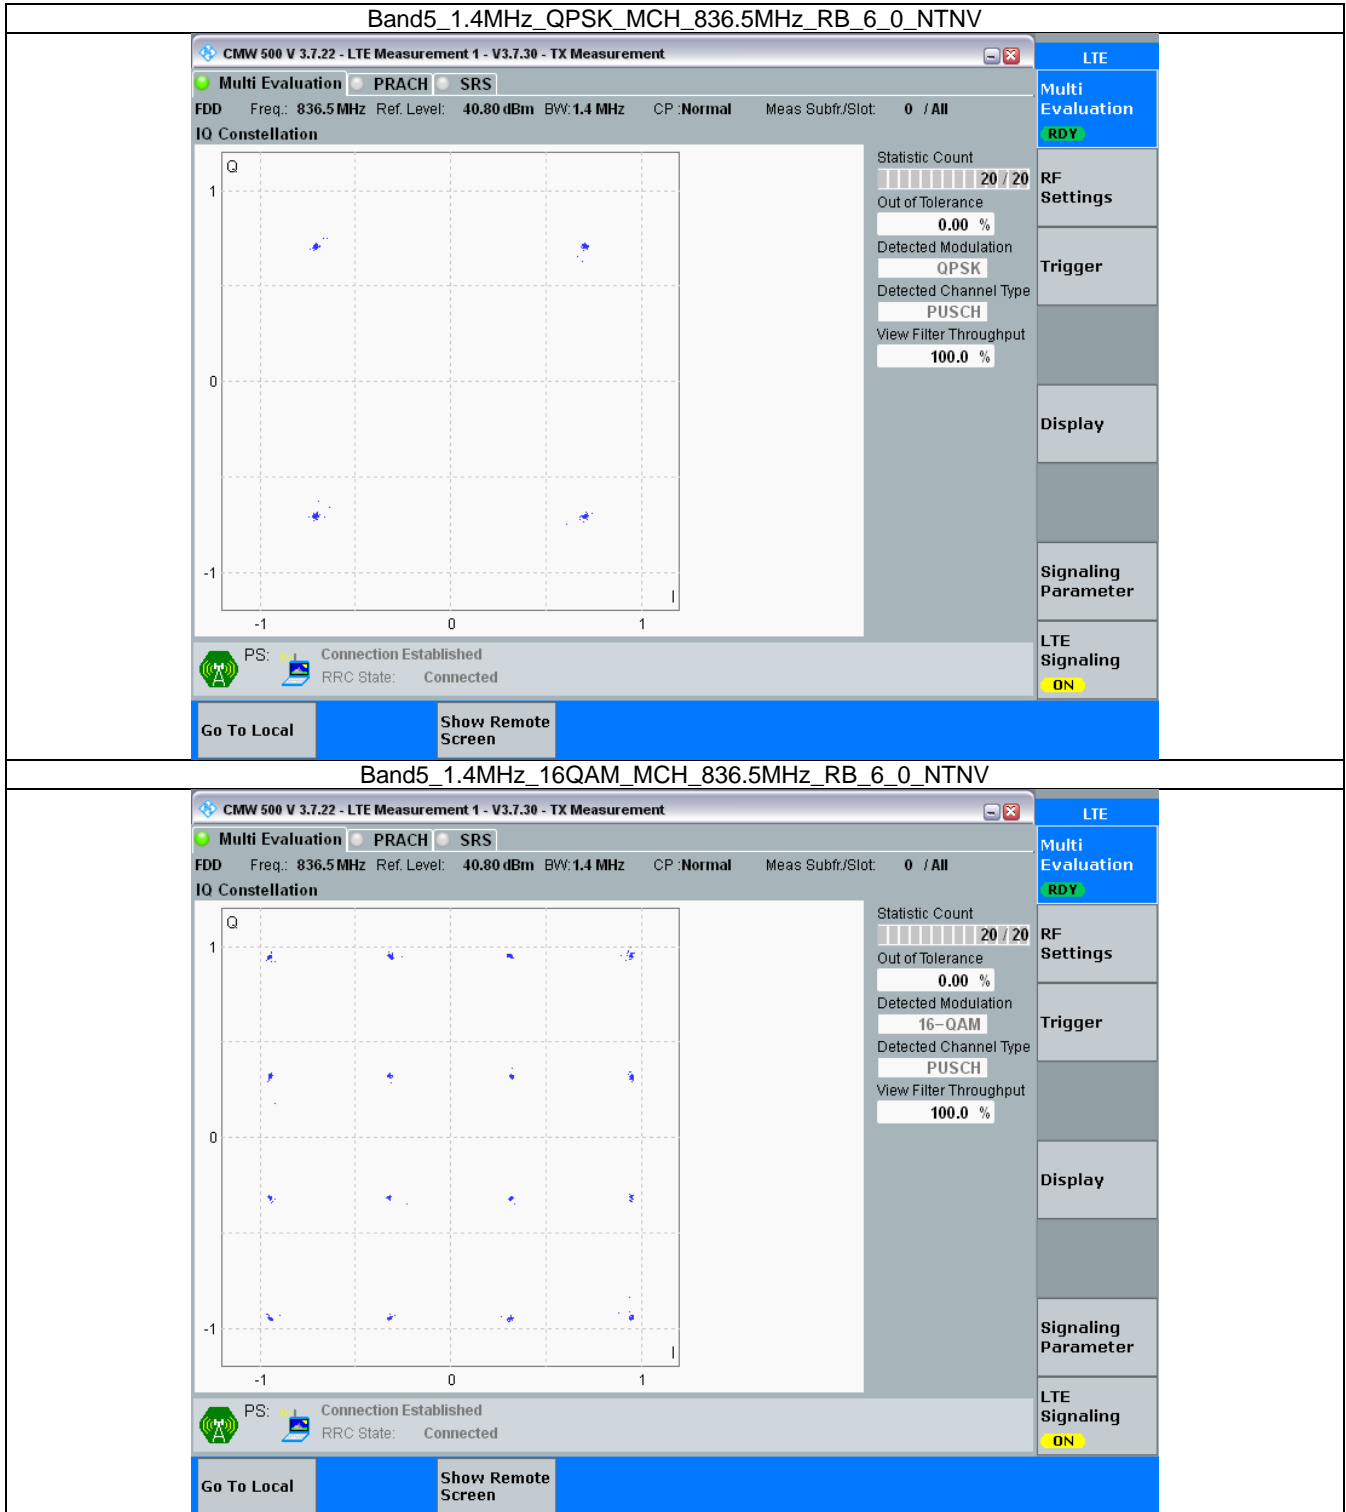 Band5_1.4MHz_QPSK_MCH_836.5MHz_RB_6_0_NTNV
CMW 500 V 3.7.22 - LTE Measurement 1 - V3.7.30 - TX Measurement
LTE
Multi Evaluation PRACH SRS
Multi
Evaluation
RDY
FDD Freq.: 836.5 MHz Ref. Level: 40.80 dBm BW: 1.4 MHz CP :Normal Meas Subfr./Slot: 0 / All
IQ Constellation
Q
1
0
-1
I
-1 0 1
Statistic Count
20 / 20
Out of Tolerance
0.00 %
Detected Modulation
QPSK
Detected Channel Type
PUSCH
View Filter Throughput
100.0 %
RF
Settings
Trigger
Display
Signaling
Parameter
LTE
Signaling
ON
PS: Connection Established
RRC State: Connected
Go To Local
Show Remote
Screen
Band5_1.4MHz_16QAM_MCH_836.5MHz_RB_6_0_NTNV
CMW 500 V 3.7.22 - LTE Measurement 1 - V3.7.30 - TX Measurement
LTE
Multi Evaluation PRACH SRS
Multi
Evaluation
RDY
FDD Freq.: 836.5 MHz Ref. Level: 40.80 dBm BW: 1.4 MHz CP :Normal Meas Subfr./Slot: 0 / All
IQ Constellation
Q
1
0
-1
I
-1 0 1
Statistic Count
20 / 20
Out of Tolerance
0.00 %
Detected Modulation
16-QAM
Detected Channel Type
PUSCH
View Filter Throughput
100.0 %
RF
Settings
Trigger
Display
Signaling
Parameter
LTE
Signaling
ON
PS: Connection Established
RRC State: Connected
Go To Local
Show Remote
Screen